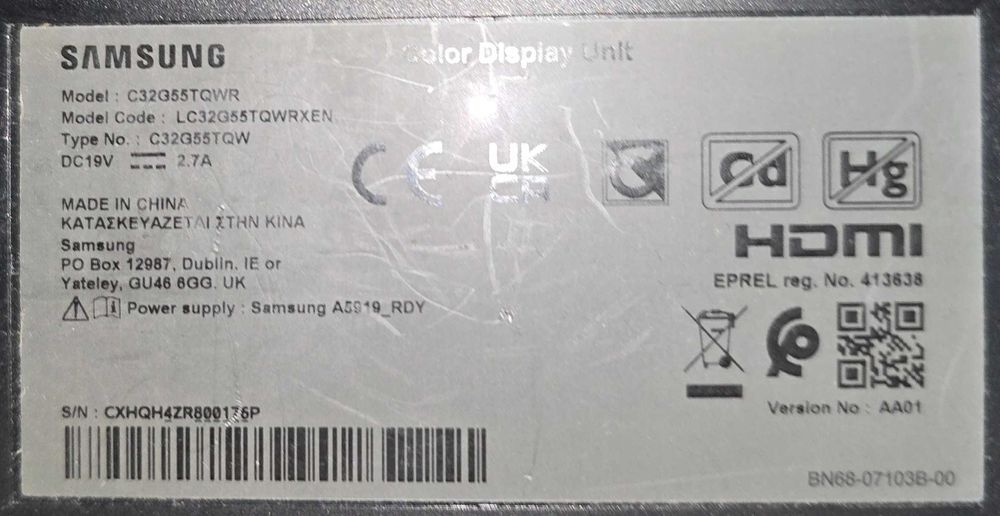 SAMSUNG
Color Display Unit
Model : C32G55TQWR
Model Code : LC32G55TQWRXEN
Type No. : C32G55TQW
DC19V 2.7A
CE
UK
CA
Cd
Hg
MADE IN CHINA
ΚΑΤΑΣΚΕΥΑΖΕΤΑΙ ΣΤΗΝ ΚΙΝΑ
Samsung
PO Box 12987, Dublin. IE or
Yateley, GU46 6GG. UK
Power supply : Samsung A5919_RDY
HDMI
EPREL reg. No. 413638
Version No : AA01
S/N : CXHQH4ZR800176P
BN68-07103B-00